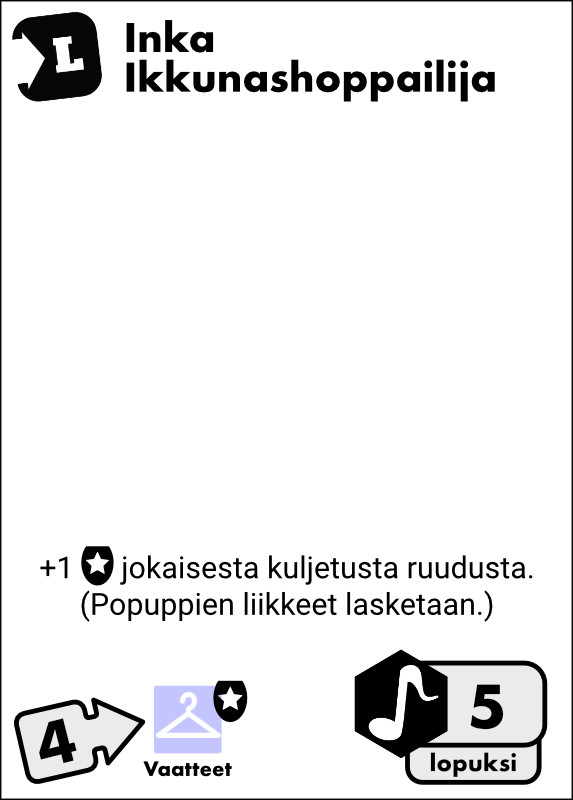 L
Inka
Ikkunashoppailija
+1 jokaisesta kuljetusta ruudusta.
(Popuppien liikkeet lasketaan.)
4
Vaatteet
5
lopuksi